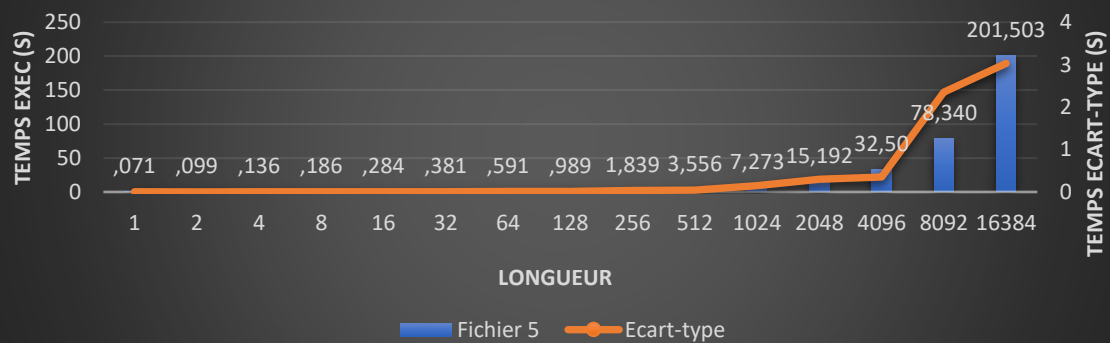 250
200
150
100
50
0
TEMPS EXEC (S)
4
3
2
1
0
TEMPS ECART-TYPE (S)
,071 ,099 ,136 ,186 ,284 ,381 ,591 ,989 1,839 3,556 7,273 15,192 32,50 78,340 201,503
1 2 4 8 16 32 64 128 256 512 1024 2048 4096 8092 16384
LONGUEUR
Fichier 5 Ecart-type